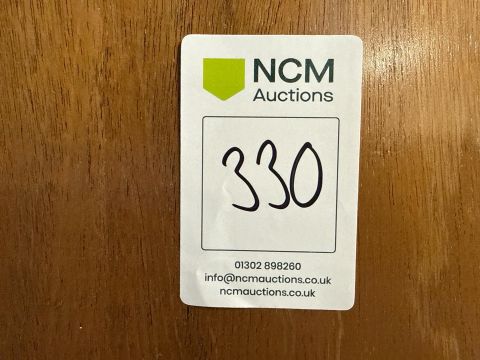 NCM
Auctions
330
01302 898260
info@ncmauctions.co.uk
ncmauctions.co.uk